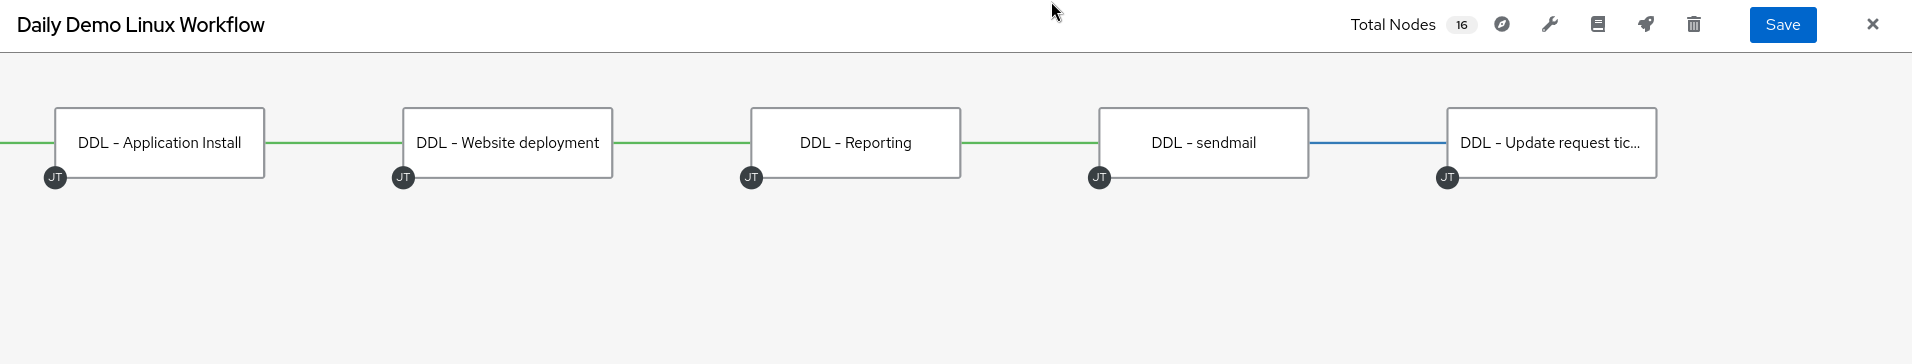 Daily Demo Linux Workflow
Total Nodes 16
Save
DDL - Application Install
DDL - Website deployment
DDL - Reporting
DDL - sendmail
DDL - Update request tic...
JT
JT
JT
JT
JT